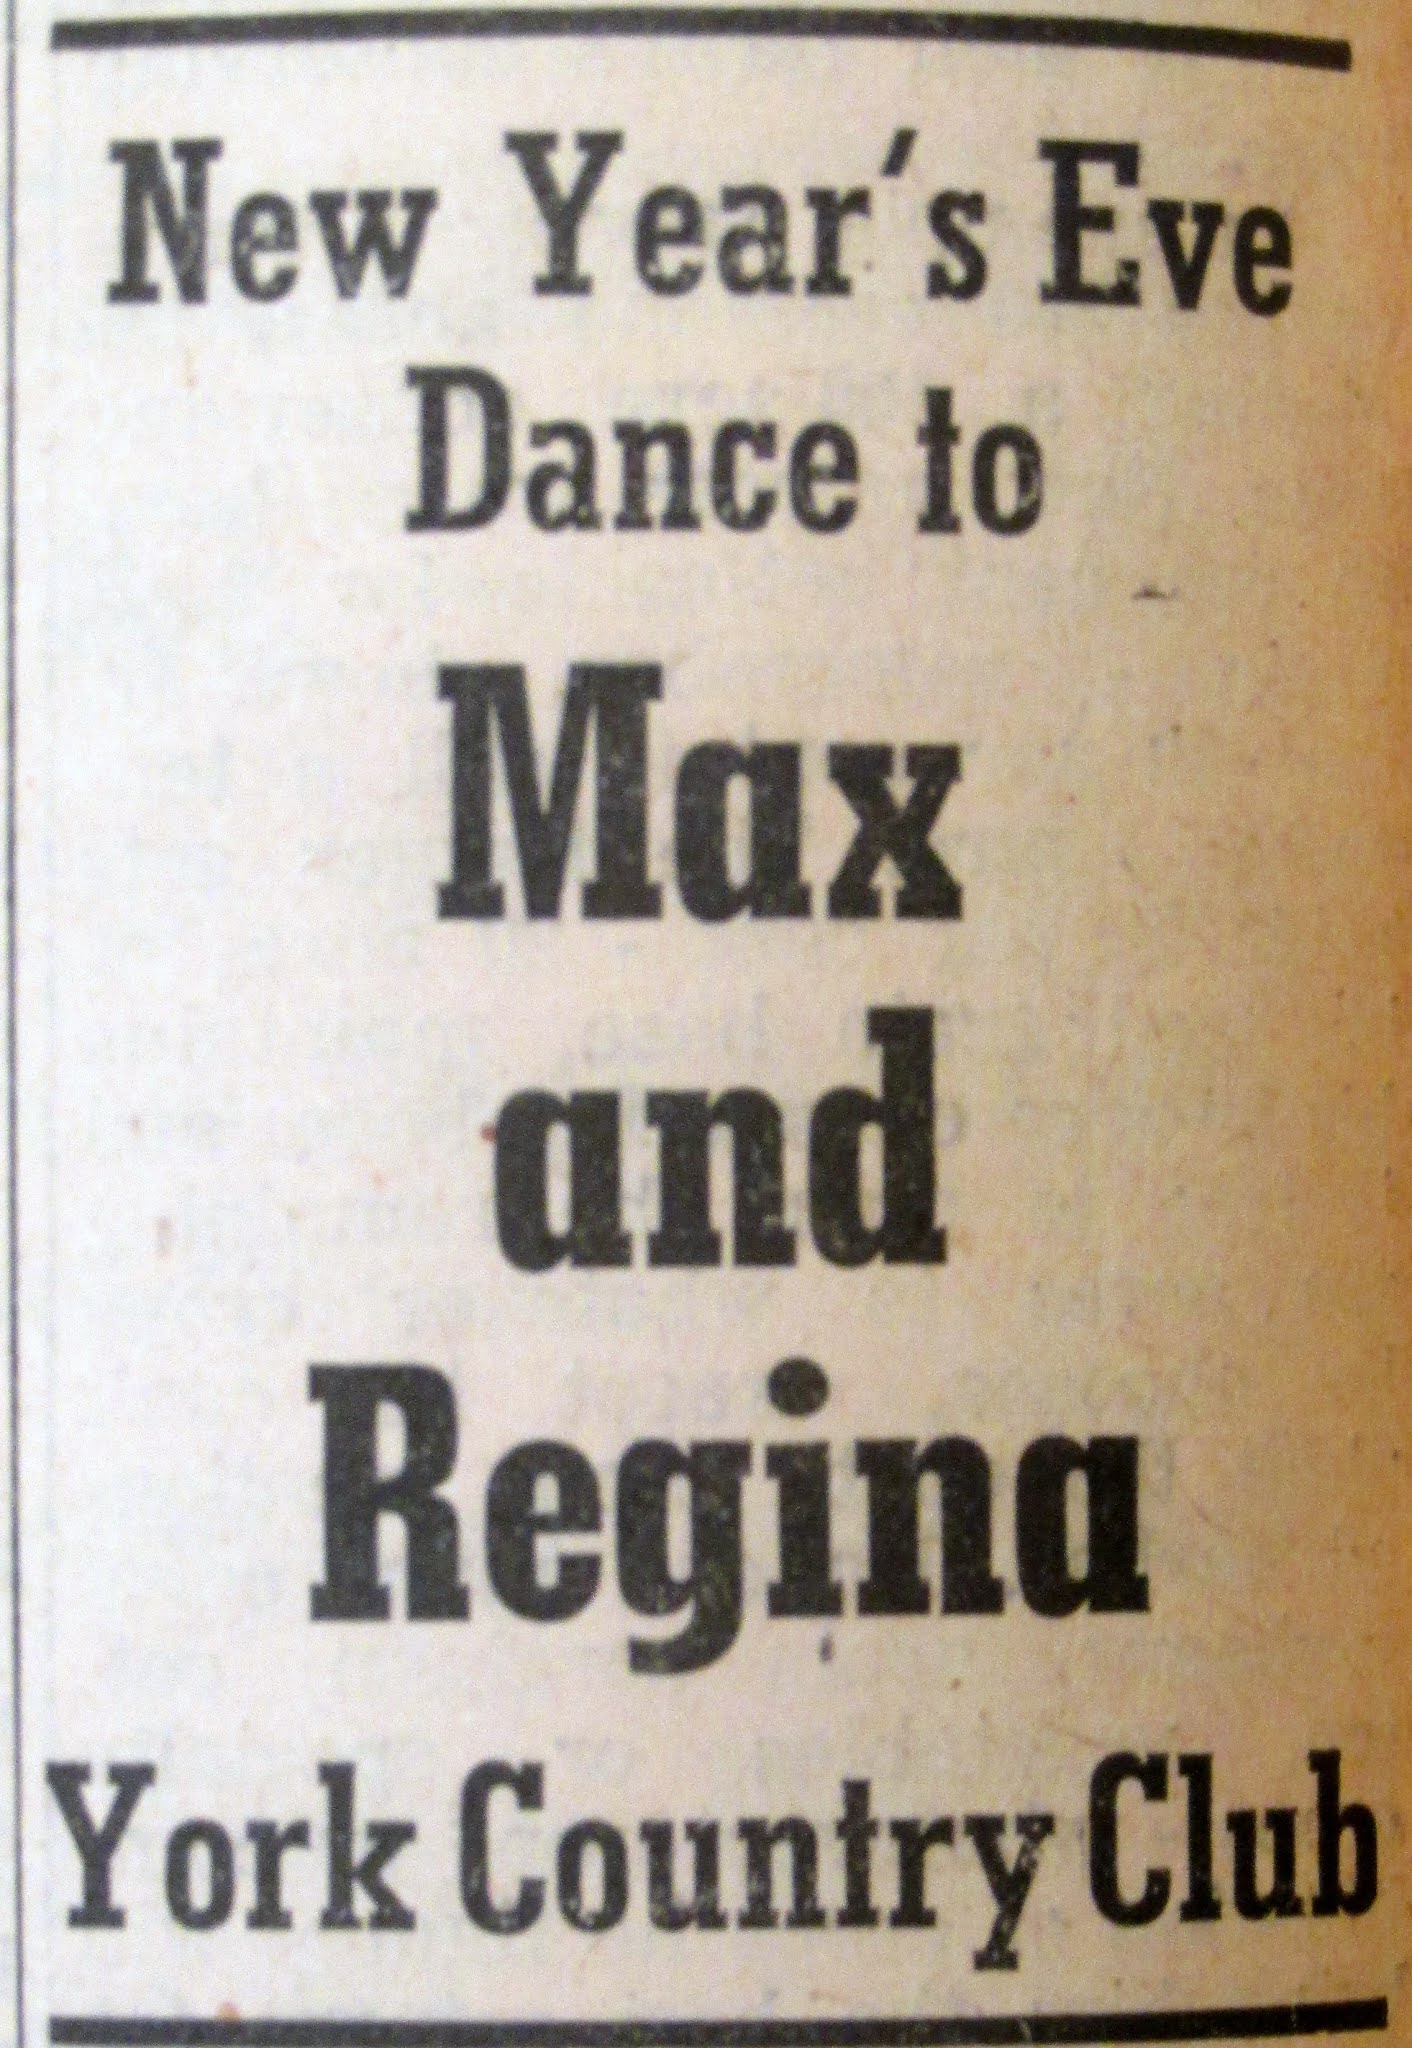 New Year's Eve
Dance to
Max
and
Regina
York Country Club